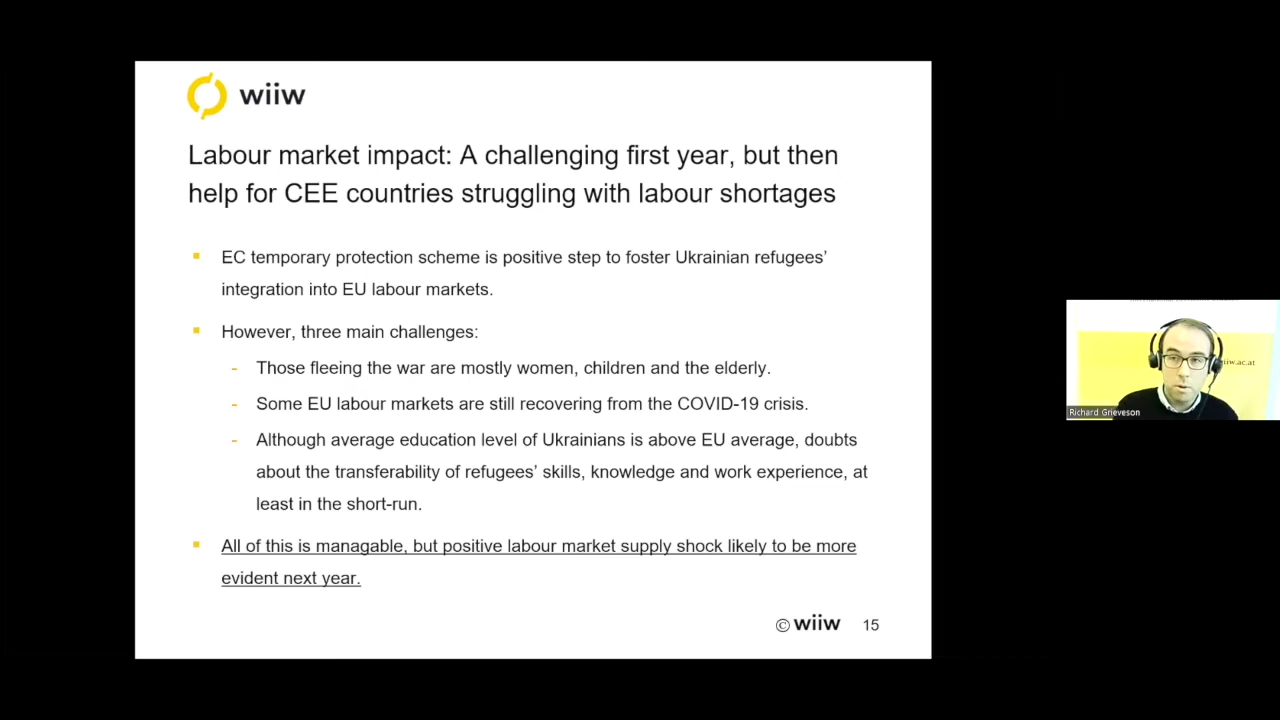 wiiw
Labour market impact: A challenging first year, but then
help for CEE countries struggling with labour shortages
▪ EC temporary protection scheme is positive step to foster Ukrainian refugees’
integration into EU labour markets.
▪ However, three main challenges:
- Those fleeing the war are mostly women, children and the elderly.
- Some EU labour markets are still recovering from the COVID-19 crisis.
- Although average education level of Ukrainians is above EU average, doubts
about the transferability of refugees’ skills, knowledge and work experience, at
least in the short-run.
▪ All of this is managable, but positive labour market supply shock likely to be more
evident next year.
© wiiw 15
iiw.ac.at
Richard Grieveson